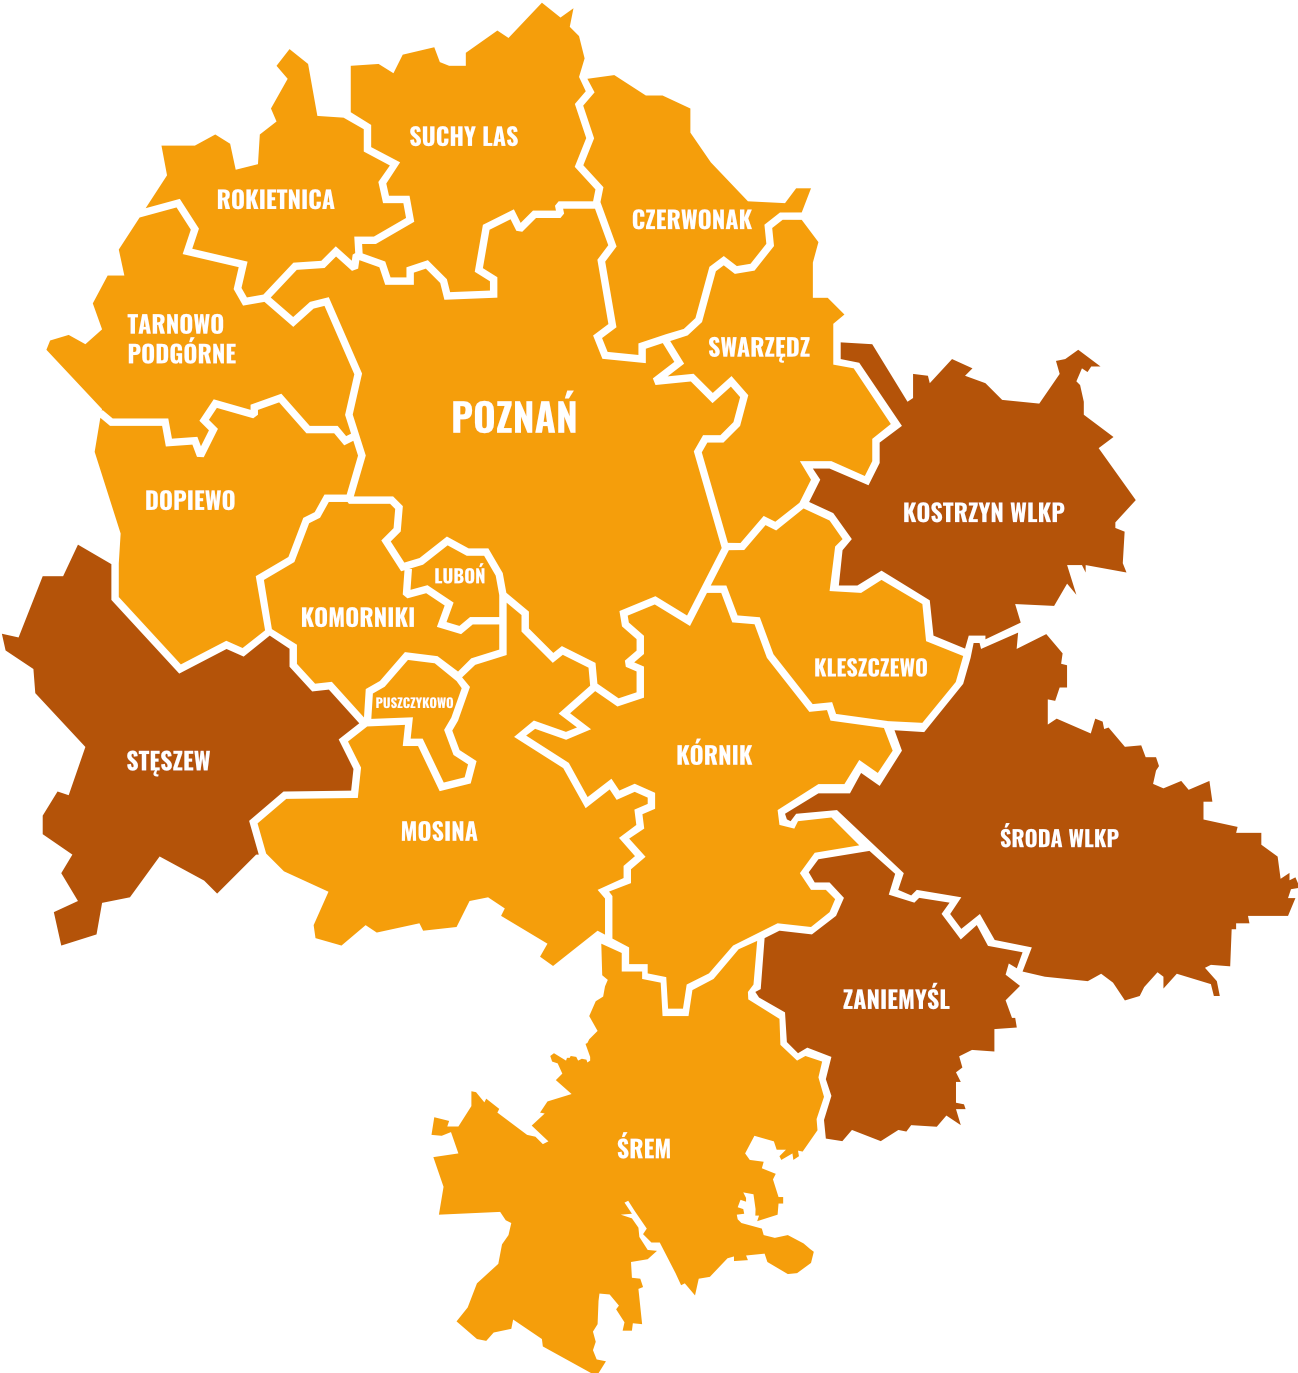 SUCHY LAS
ROKIETNICA
CZERWONAK
TARNOWO
PODGÓRNE
SWARZĘDZ
POZNAŃ
DOPIEWO
KOSTRZYN WLKP
LUBOŃ
KOMORNIKI
KLESZCZEWO
PUSZCZYKOWO
STĘSZEW
KÓRNIK
MOSINA
ŚRODA WLKP
ZANIEMYŚL
ŚREM